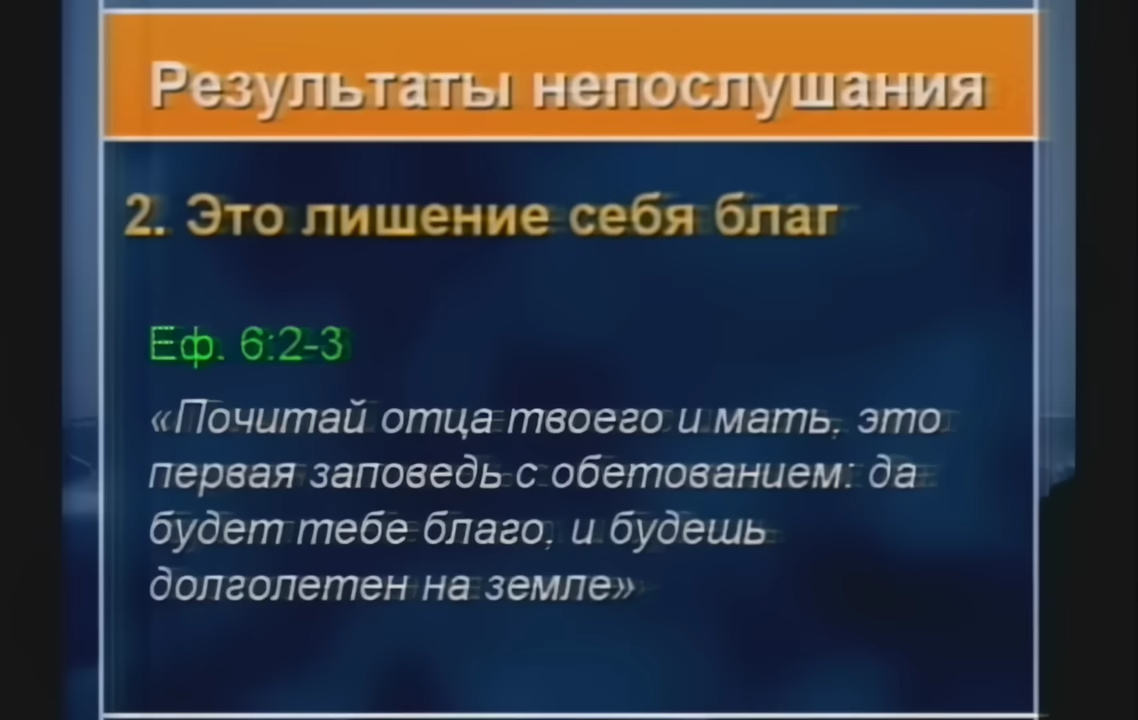 Результаты непослушания
2. Это лишение себя благ
Еф. 6:2-3
«Почитай отца твоего и мать, это
первая заповедь с обетованием: да
будет тебе благо, и будешь
долголетен на земле»